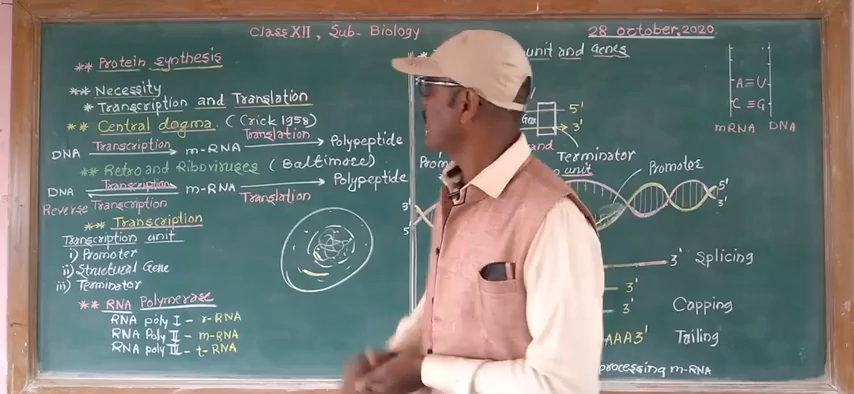 Class XII, Sub- Biology
28 october, 2020
** Protein synthesis
** Necessity
* Transcription and Translation
** Central dogma (Crick 1958)
DNA Transcription m-RNA Translation Polypeptide
** Retro and Riboviruses (Baltimore)
DNA Transcription m-RNA Translation Polypeptide
Reverse Transcription
** Transcription
Transcription unit
i) Promoter
ii) Structural Gene
iii) Terminator
** RNA Polymerase
RNA poly I - r-RNA
RNA Poly II - m-RNA
RNA poly III - t-RNA
unit and Genes
5'
3'
and
Terminator
unit
Promoter
5'
3'
3'
5'
A≡U
C≡G
mRNA DNA
3' Splicing
3'
3' Capping
AAA3' Tailing
processing m-RNA